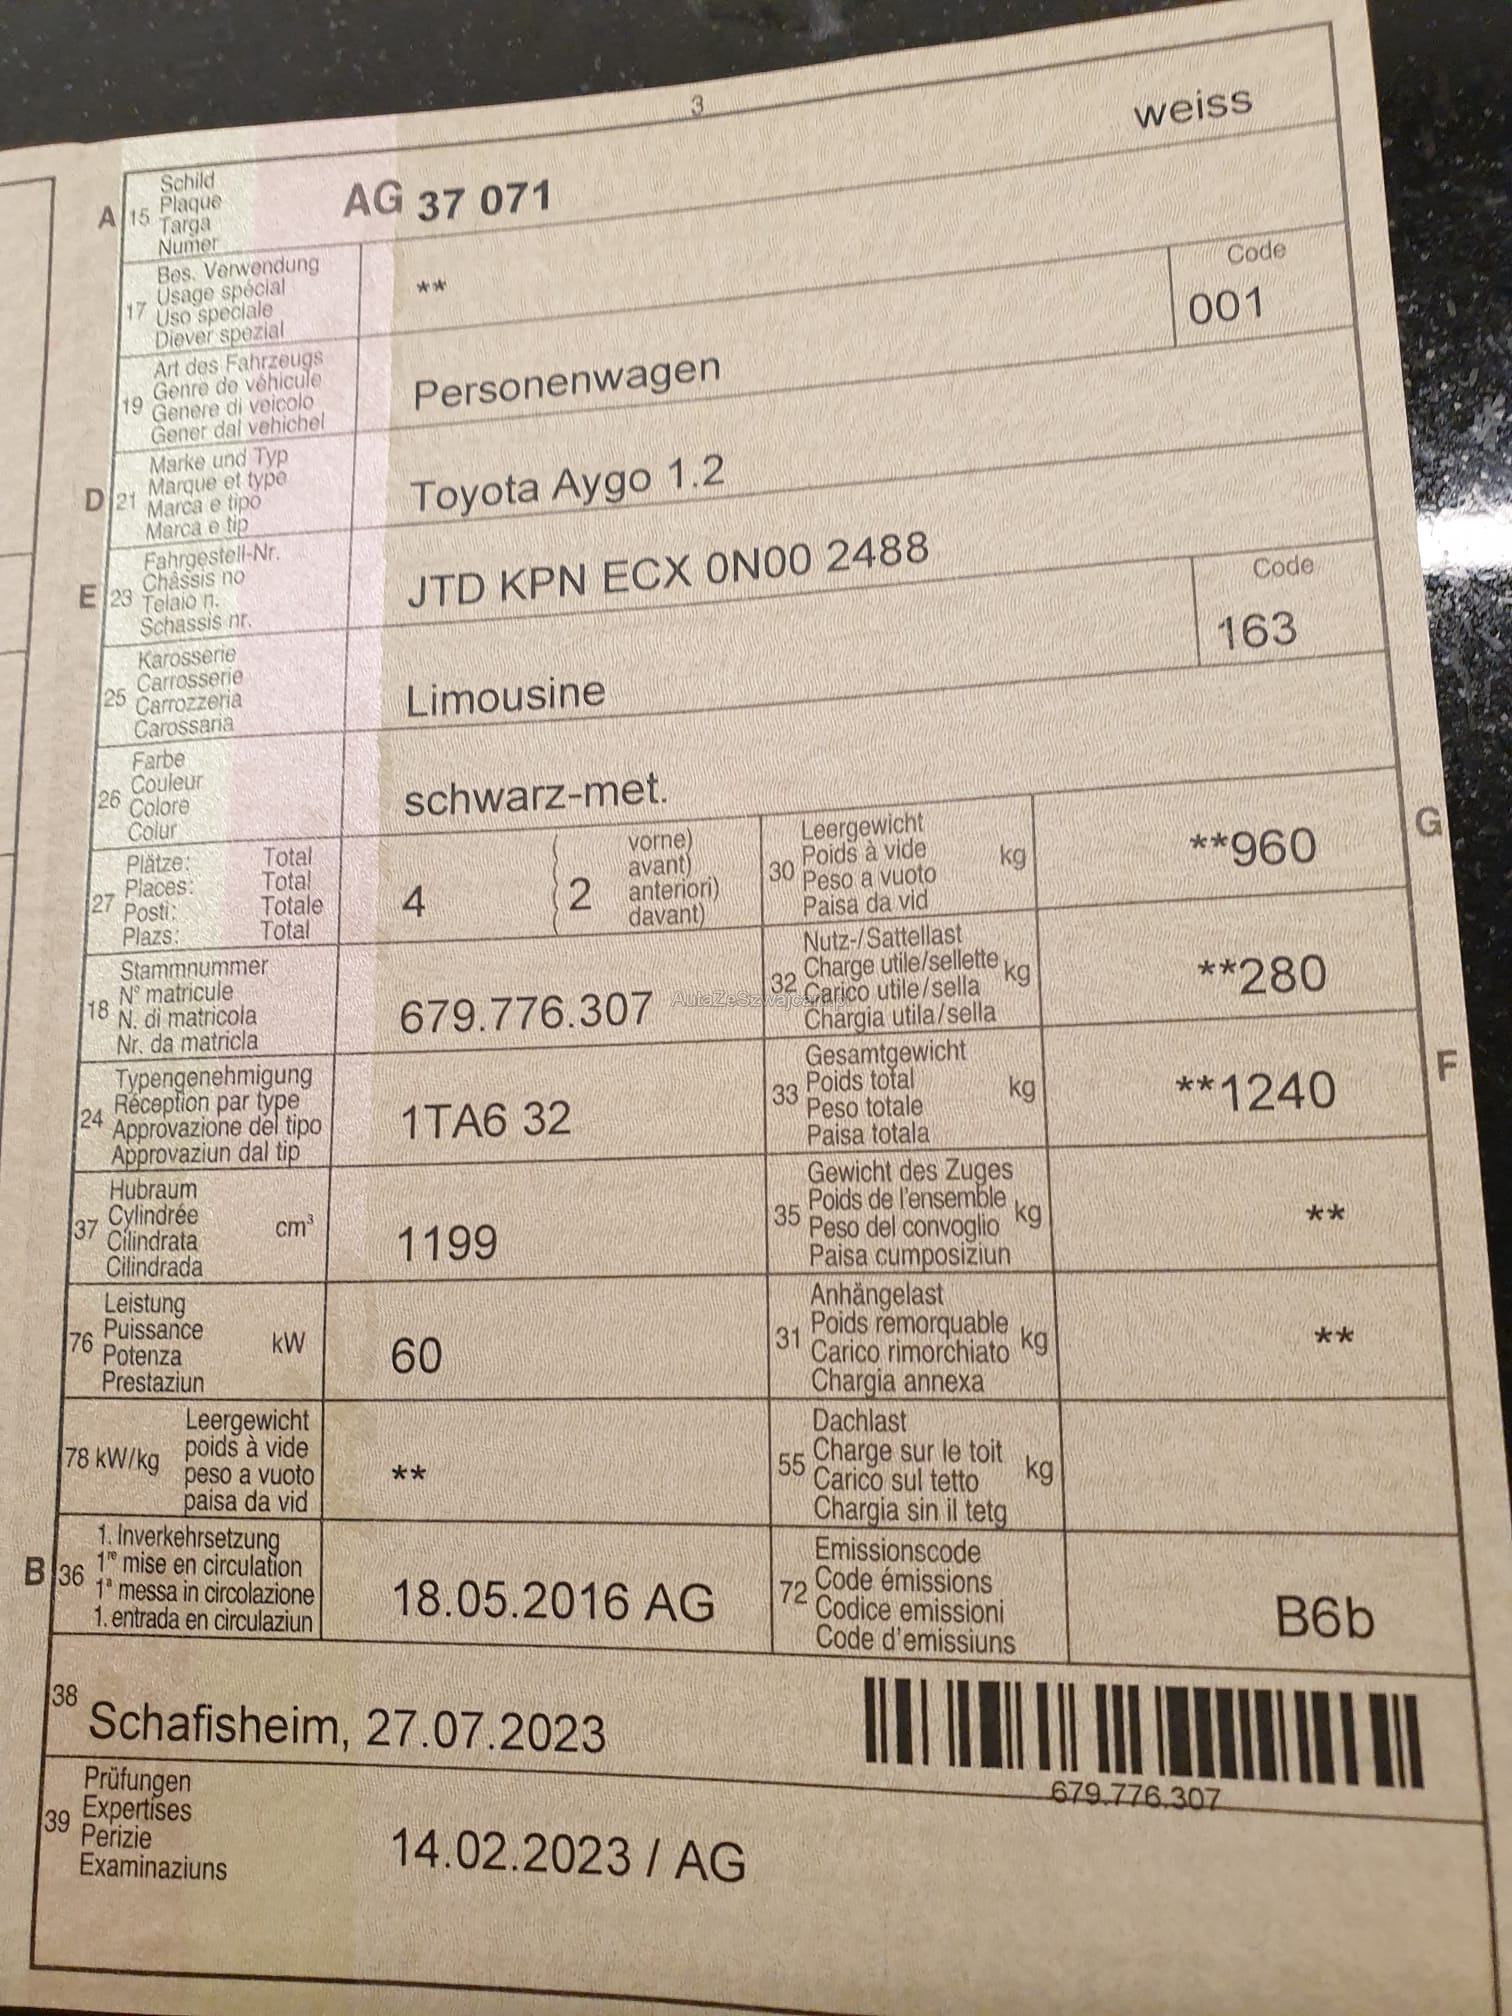 3
weiss
A 15 Schild
Plaque
Targa
Numer
AG 37 071
17 Bes. Verwendung
Usage spécial
Uso speciale
Diever spezial
**
19 Art des Fahrzeugs
Genre de véhicule
Genere di veicolo
Gener dal vehichel
Personenwagen
Code
001
D 21 Marke und Typ
Marque et type
Marca e tipo
Marca e tip
Toyota Aygo 1.2
E 23 Fahrgestell-Nr.
Châssis no
Telaio n.
Schassis nr.
JTD KPN ECX 0N00 2488
25 Karosserie
Carrosserie
Carrozzeria
Carossaria
Limousine
Code
163
26 Farbe
Couleur
Colore
Colur
schwarz-met.
27 Plätze: Total
Places: Total
Posti: Totale
Plazs: Total
4
2
vorne)
avant)
anteriori)
davant)
30 Leergewicht
Poids à vide
Peso a vuoto
Paisa da vid
kg
**960
G
18 Stammnummer
N° matricule
N. di matricola
Nr. da matricla
679.776.307
AutaZeSzwajcarii.pl
32 Nutz-/Sattellast
Charge utile/sellette
Carico utile/sella
Chargia utila/sella
kg
**280
24 Typengenehmigung
Réception par type
Approvazione del tipo
Approvaziun dal tip
1TA6 32
33 Gesamtgewicht
Poids total
Peso totale
Paisa totala
kg
**1240
F
37 Hubraum
Cylindrée
Cilindrata
Cilindrada
cm³
1199
35 Gewicht des Zuges
Poids de l'ensemble
Peso del convoglio
Paisa cumposiziun
kg
**
76 Leistung
Puissance
Potenza
Prestaziun
kW
60
31 Anhängelast
Poids remorquable
Carico rimorchiato
Chargia annexa
kg
**
78 kW/kg
Leergewicht
poids à vide
peso a vuoto
paisa da vid
**
55 Dachlast
Charge sur le toit
Carico sul tetto
Chargia sin il tetg
kg
B 36 1. Inverkehrsetzung
1re mise en circulation
1a messa in circolazione
1. entrada en circulaziun
18.05.2016 AG
72 Emissionscode
Code émissions
Codice emissioni
Code d'emissiuns
B6b
38 Schafisheim, 27.07.2023
679.776.307
39 Prüfungen
Expertises
Perizie
Examinaziuns
14.02.2023 / AG